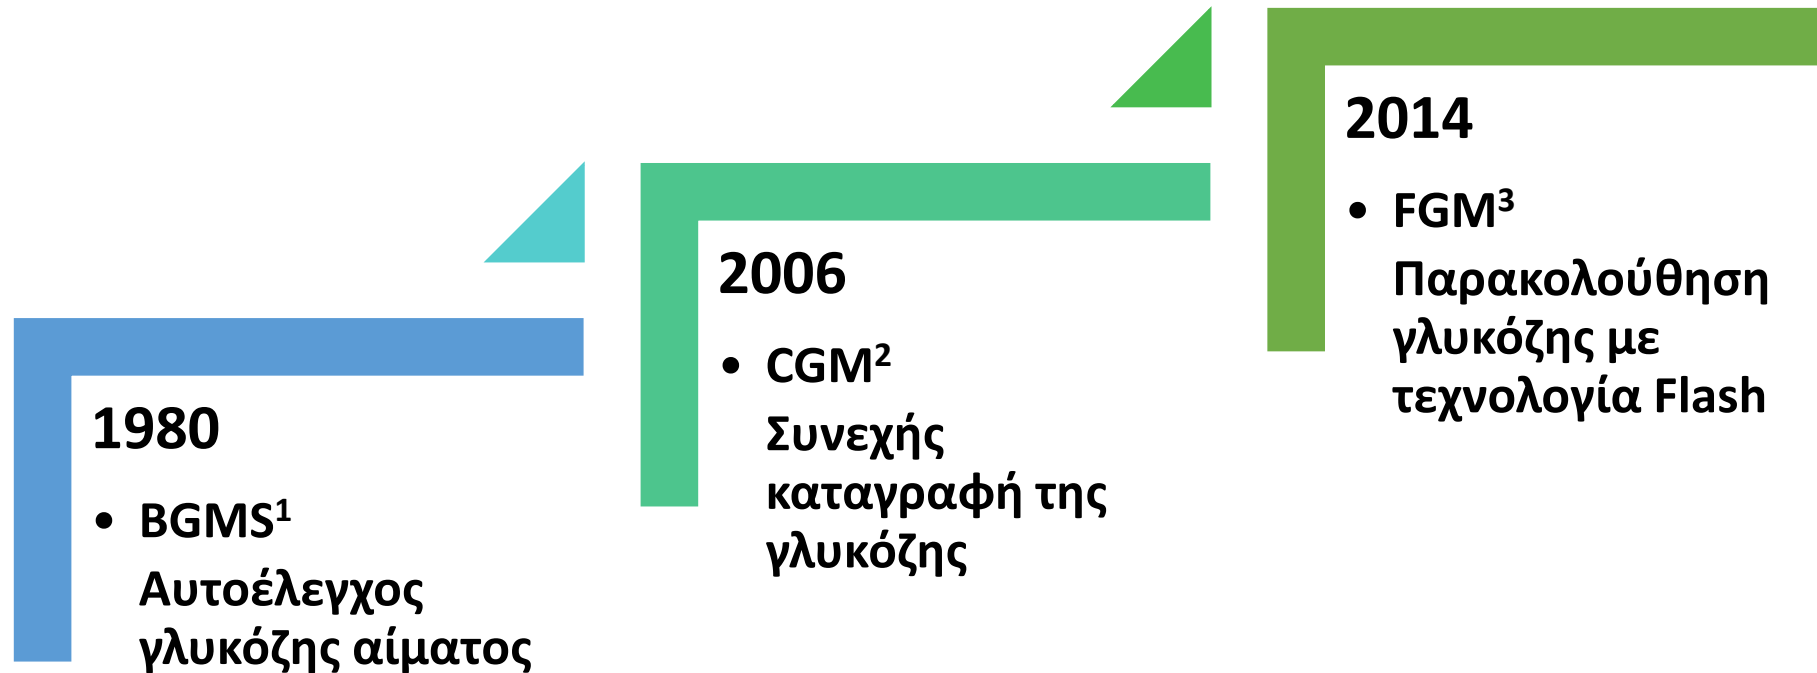 1980
• BGMS¹
Αυτοέλεγχος
γλυκόζης αίματος
2006
• CGM²
Συνεχής
καταγραφή της
γλυκόζης
2014
• FGM³
Παρακολούθηση
γλυκόζης με
τεχνολογία Flash